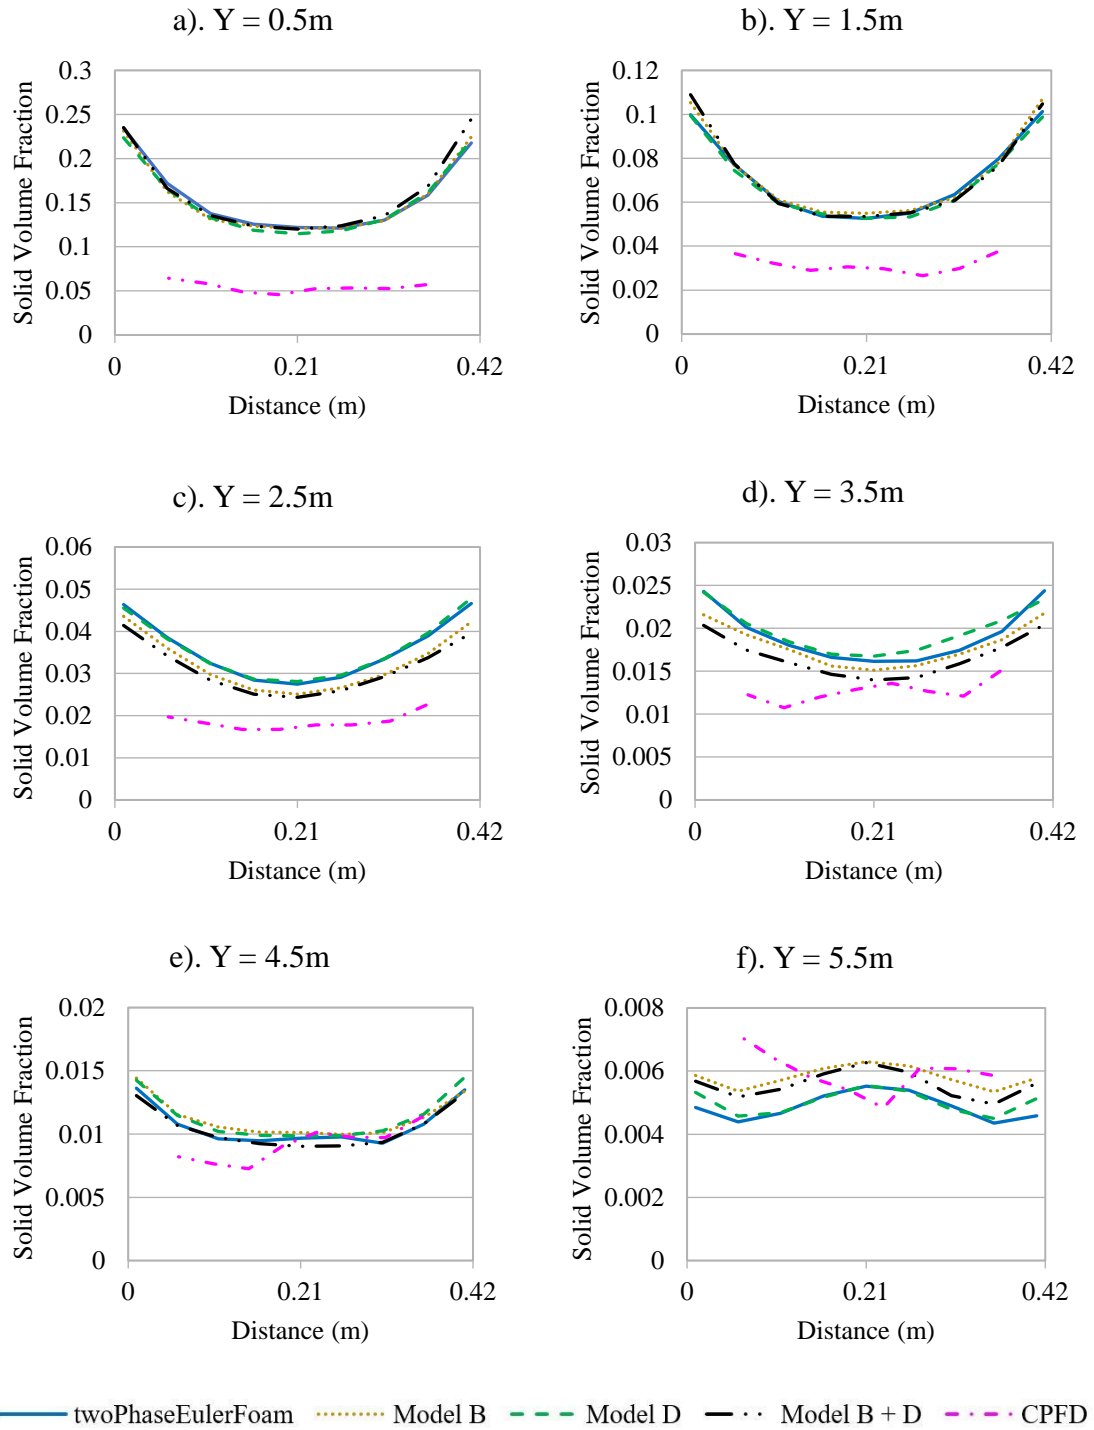 a). Y = 0.5m
Solid Volume Fraction
0.3
0.25
0.2
0.15
0.1
0.05
0
0 0.21 0.42
Distance (m)
b). Y = 1.5m
Solid Volume Fraction
0.12
0.1
0.08
0.06
0.04
0.02
0
0 0.21 0.42
Distance (m)
c). Y = 2.5m
Solid Volume Fraction
0.06
0.05
0.04
0.03
0.02
0.01
0
0 0.21 0.42
Distance (m)
d). Y = 3.5m
Solid Volume Fraction
0.03
0.025
0.02
0.015
0.01
0.005
0
0 0.21 0.42
Distance (m)
e). Y = 4.5m
Solid Volume Fraction
0.02
0.015
0.01
0.005
0
0 0.21 0.42
Distance (m)
f). Y = 5.5m
Solid Volume Fraction
0.008
0.006
0.004
0.002
0
0 0.21 0.42
Distance (m)
twoPhaseEulerFoam Model B Model D Model B + D CPFD